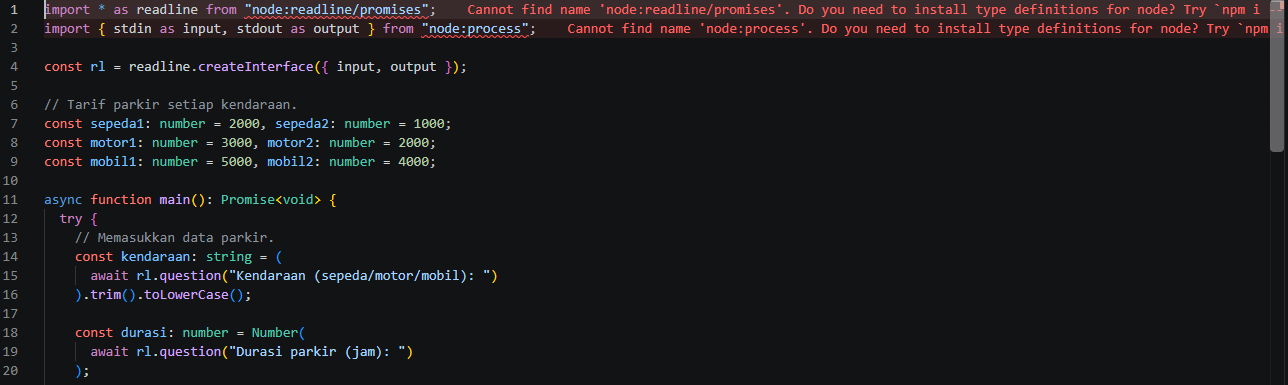 1 import * as readline from "node:readline/promises"; Cannot find name 'node:readline/promises'. Do you need to install type definitions for node? Try `npm i
2 import { stdin as input, stdout as output } from "node:process"; Cannot find name 'node:process'. Do you need to install type definitions for node? Try `npm i
3
4 const rl = readline.createInterface({ input, output });
5
6 // Tarif parkir setiap kendaraan.
7 const sepeda1: number = 2000, sepeda2: number = 1000;
8 const motor1: number = 3000, motor2: number = 2000;
9 const mobil1: number = 5000, mobil2: number = 4000;
10
11 async function main(): Promise<void> {
12 try {
13 // Memasukkan data parkir.
14 const kendaraan: string = (
15 await rl.question("Kendaraan (sepeda/motor/mobil): ")
16 ).trim().toLowerCase();
17
18 const durasi: number = Number(
19 await rl.question("Durasi parkir (jam): ")
20 );